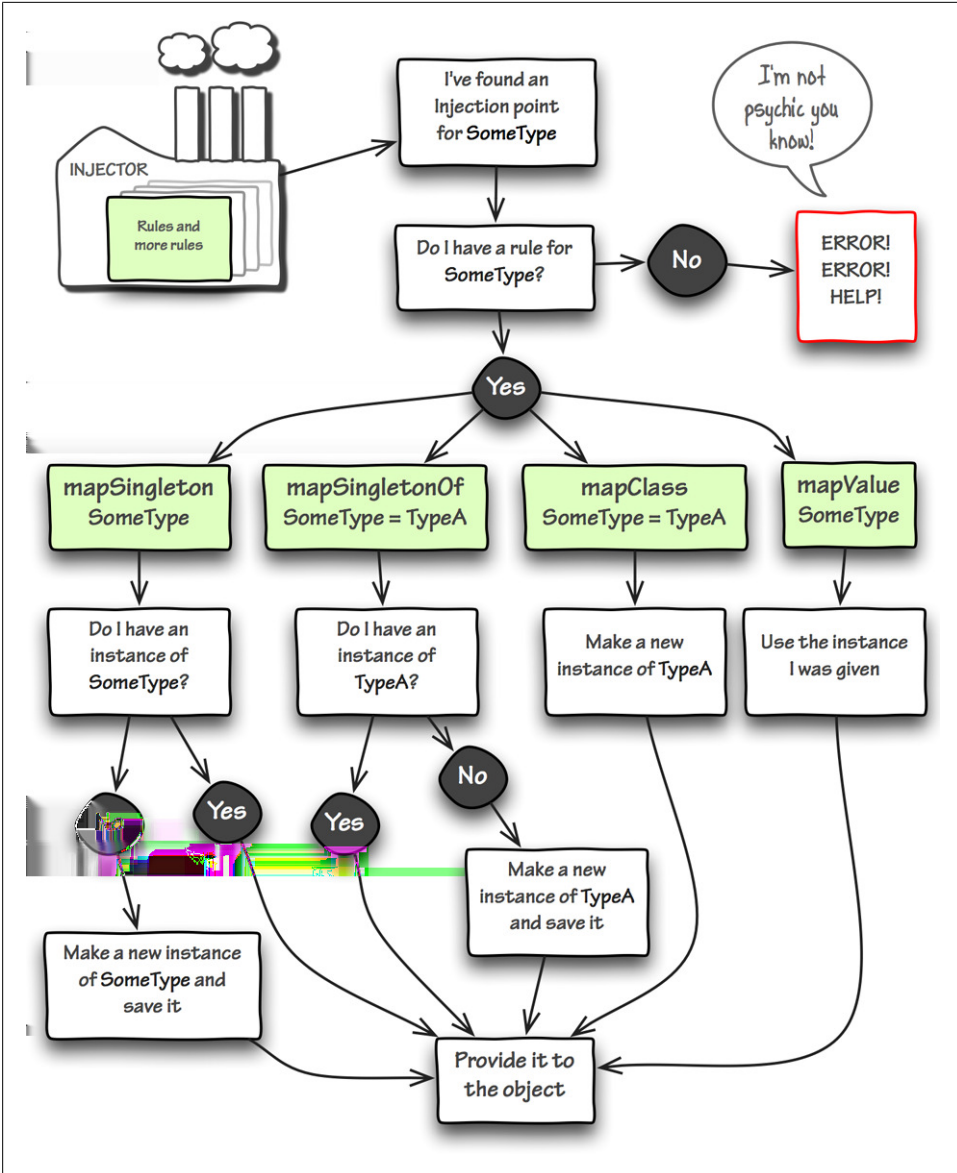 I'm not
psychic you
know!
I've found an
Injection point
for SomeType
INJECTOR
Rules and
more rules
Do I have a rule for
SomeType?
No
ERROR!
ERROR!
HELP!
Yes
mapSingleton
SomeType
mapSingletonOf
SomeType = TypeA
mapClass
SomeType = TypeA
mapValue
SomeType
Do I have an
instance of
SomeType?
Do I have an
instance of
TypeA?
Make a new
instance of TypeA
Use the instance
I was given
Yes
Yes
No
Make a new
instance of TypeA
and save it
Make a new instance
of SomeType and
save it
Provide it to
the object